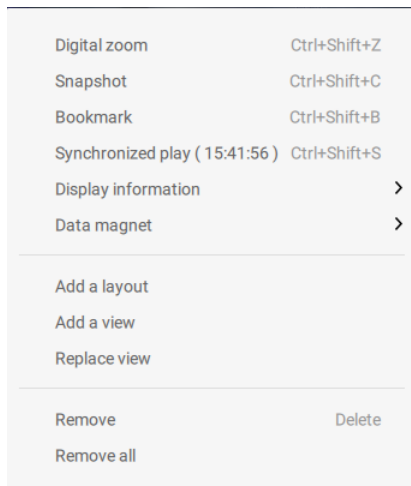 Digital zoom Ctrl+Shift+Z
Snapshot Ctrl+Shift+C
Bookmark Ctrl+Shift+B
Synchronized play ( 15:41:56 ) Ctrl+Shift+S
Display information
Data magnet
Add a layout
Add a view
Replace view
Remove Delete
Remove all